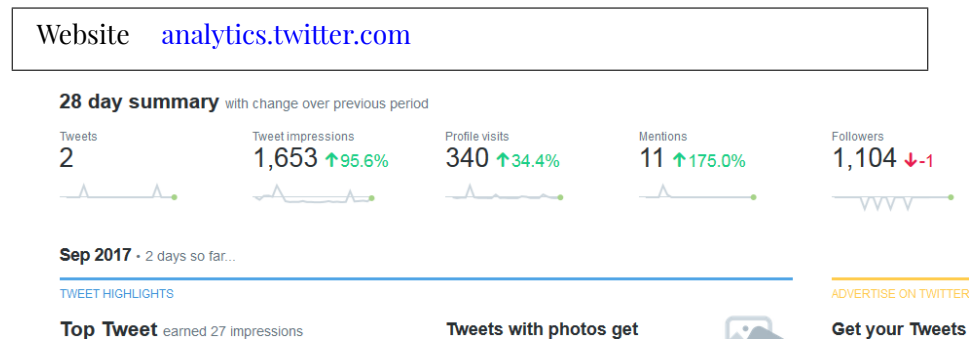 Website analytics.twitter.com
28 day summary with change over previous period
Tweets Tweet impressions Profile visits Mentions Followers
2 1,653 ↑95.6% 340 ↑34.4% 11 ↑175.0% 1,104 ↓-1
Sep 2017 • 2 days so far...
TWEET HIGHLIGHTS ADVERTISE ON TWITTER
Top Tweet earned 27 impressions Tweets with photos get Get your Tweets